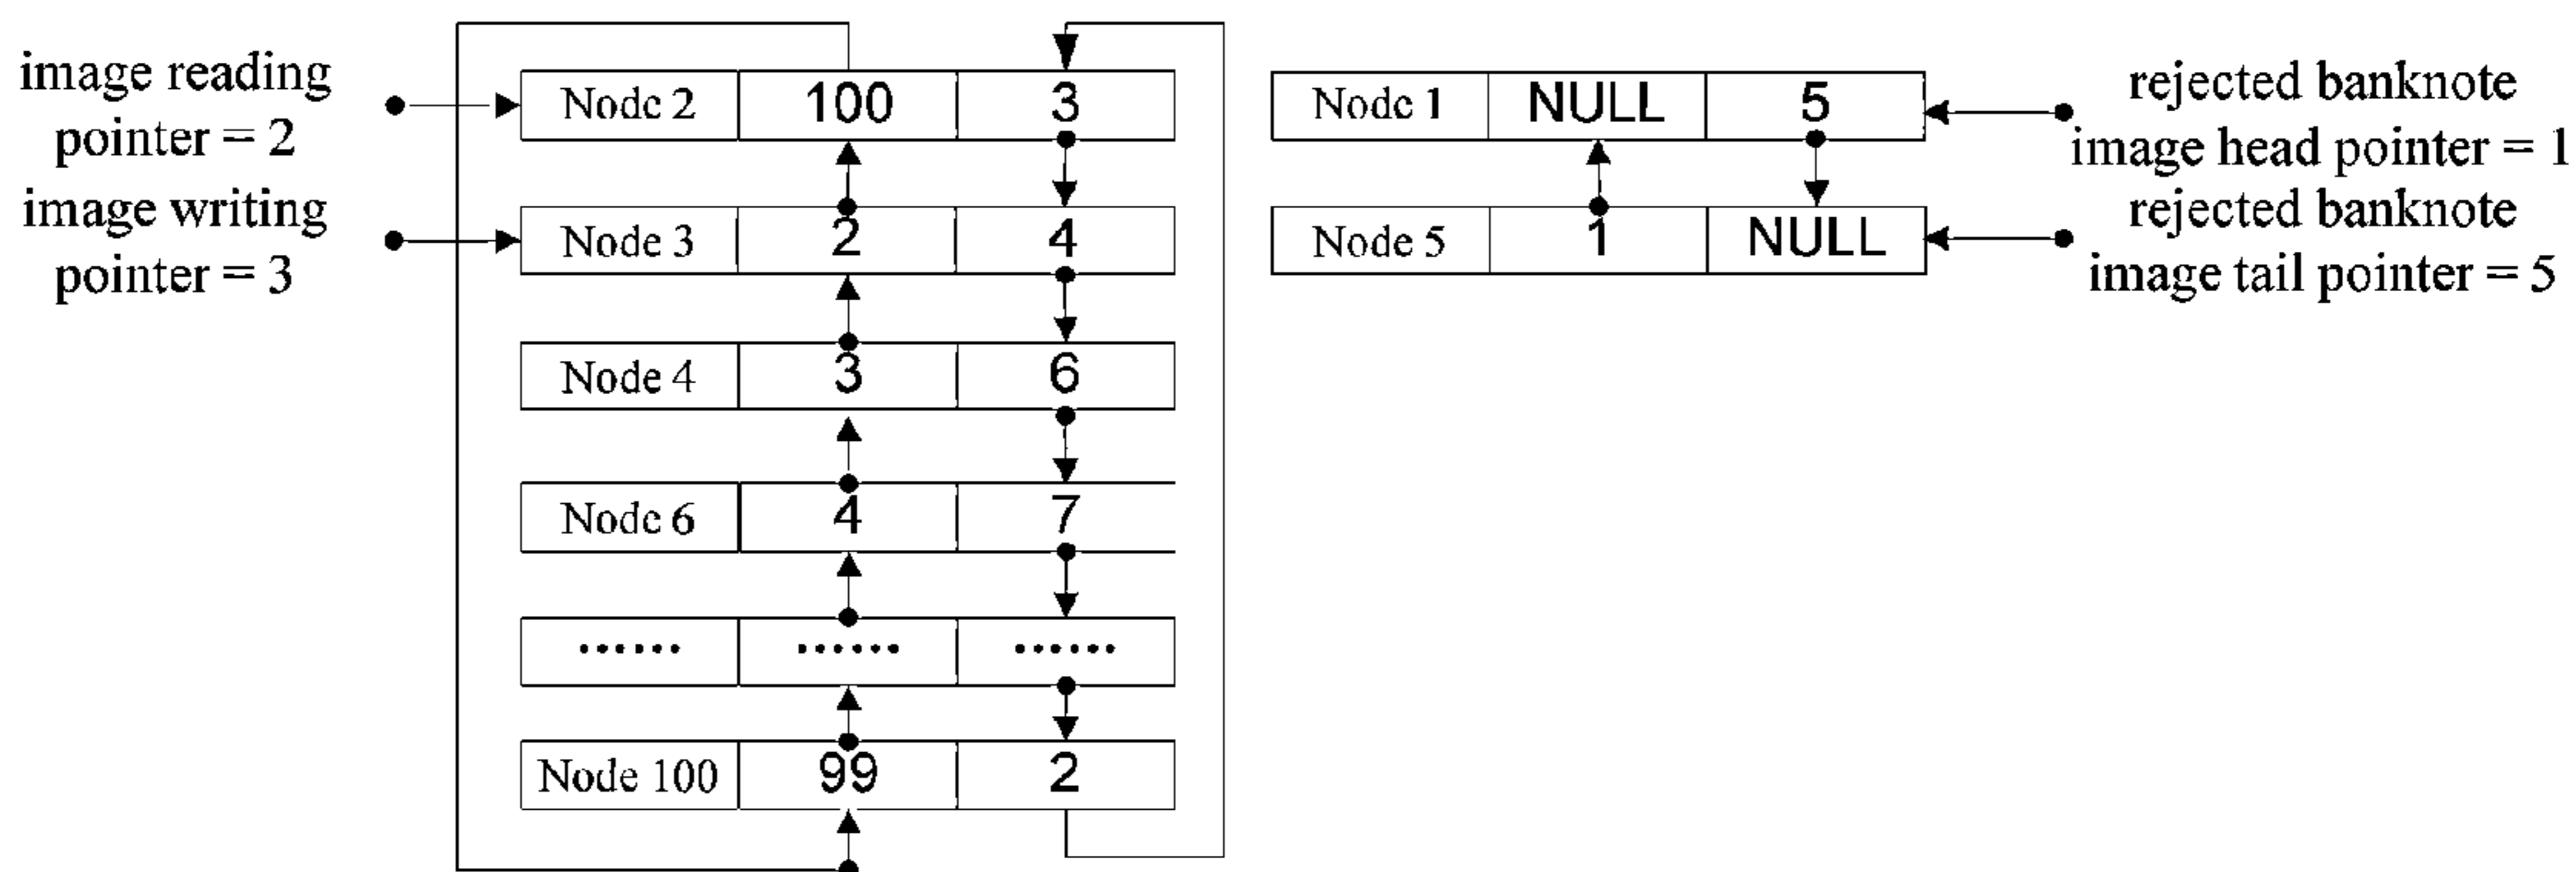 image reading
pointer = 2
image writing
pointer = 3
Node 2 100 3
Node 3 2 4
Node 4 3 6
Node 6 4 7
...... ...... ......
Node 100 99 2
Node 1 NULL 5
Node 5 1 NULL
rejected banknote
image head pointer = 1
rejected banknote
image tail pointer = 5